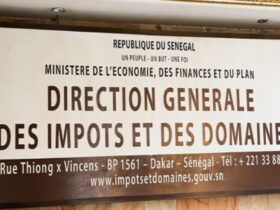 REPUBLIQUE DU SENEGAL
UN PEUPLE - UN BUT - UNE FOI
MINISTERE DE L'ECONOMIE, DES FINANCES ET DU PLAN
DIRECTION GENERALE
DES IMPOTS ET DES DOMAINE
Rue Thiong x Vincens - BP 1561 – Dakar – Sénégal - Tél : + 221 33 88
www.impotsetdomaines.gouv.sn